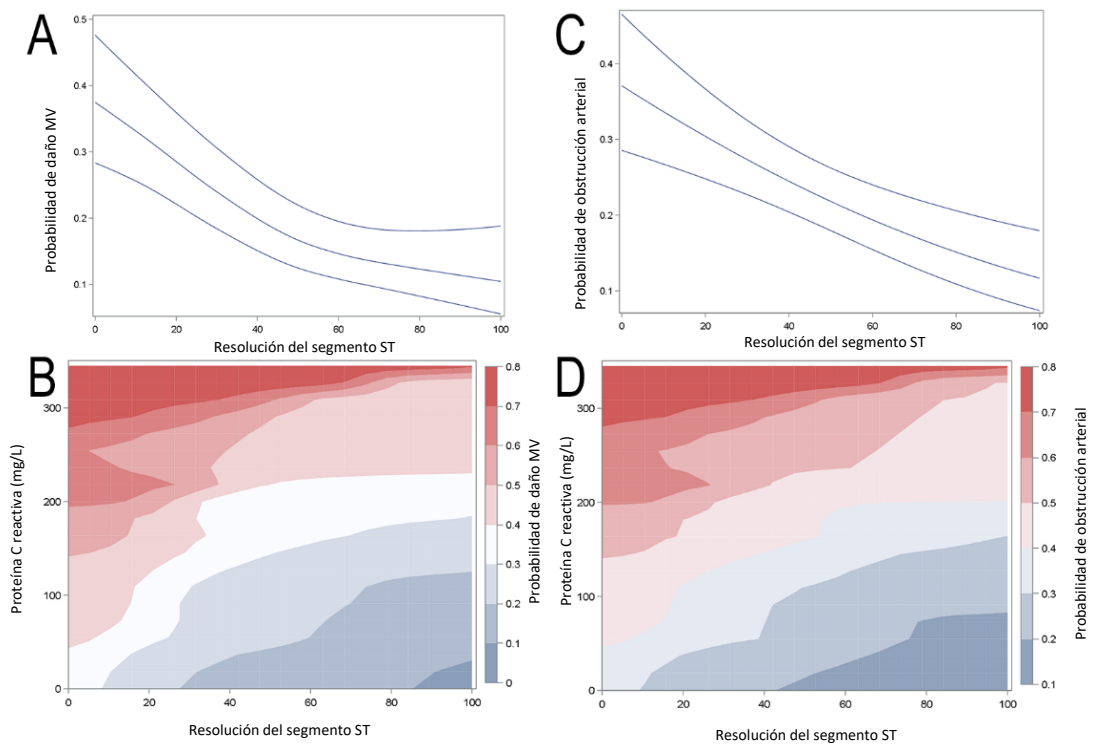 A
0.5
0.4
0.3
0.2
0.1
Probabilidad de daño MV
0 20 40 60 80 100
Resolución del segmento ST
C
0.4
0.3
0.2
0.1
Probabilidad de obstrucción arterial
0 20 40 60 80 100
Resolución del segmento ST
B
300
200
100
0
Proteína C reactiva (mg/L)
0 20 40 60 80 100
Resolución del segmento ST
0.8
0.7
0.6
0.5
0.4
0.3
0.2
0.1
0
Probabilidad de daño MV
D
300
200
100
0
Proteína C reactiva (mg/L)
0 20 40 60 80 100
Resolución del segmento ST
0.8
0.7
0.6
0.5
0.4
0.3
0.2
0.1
Probabilidad de obstrucción arterial